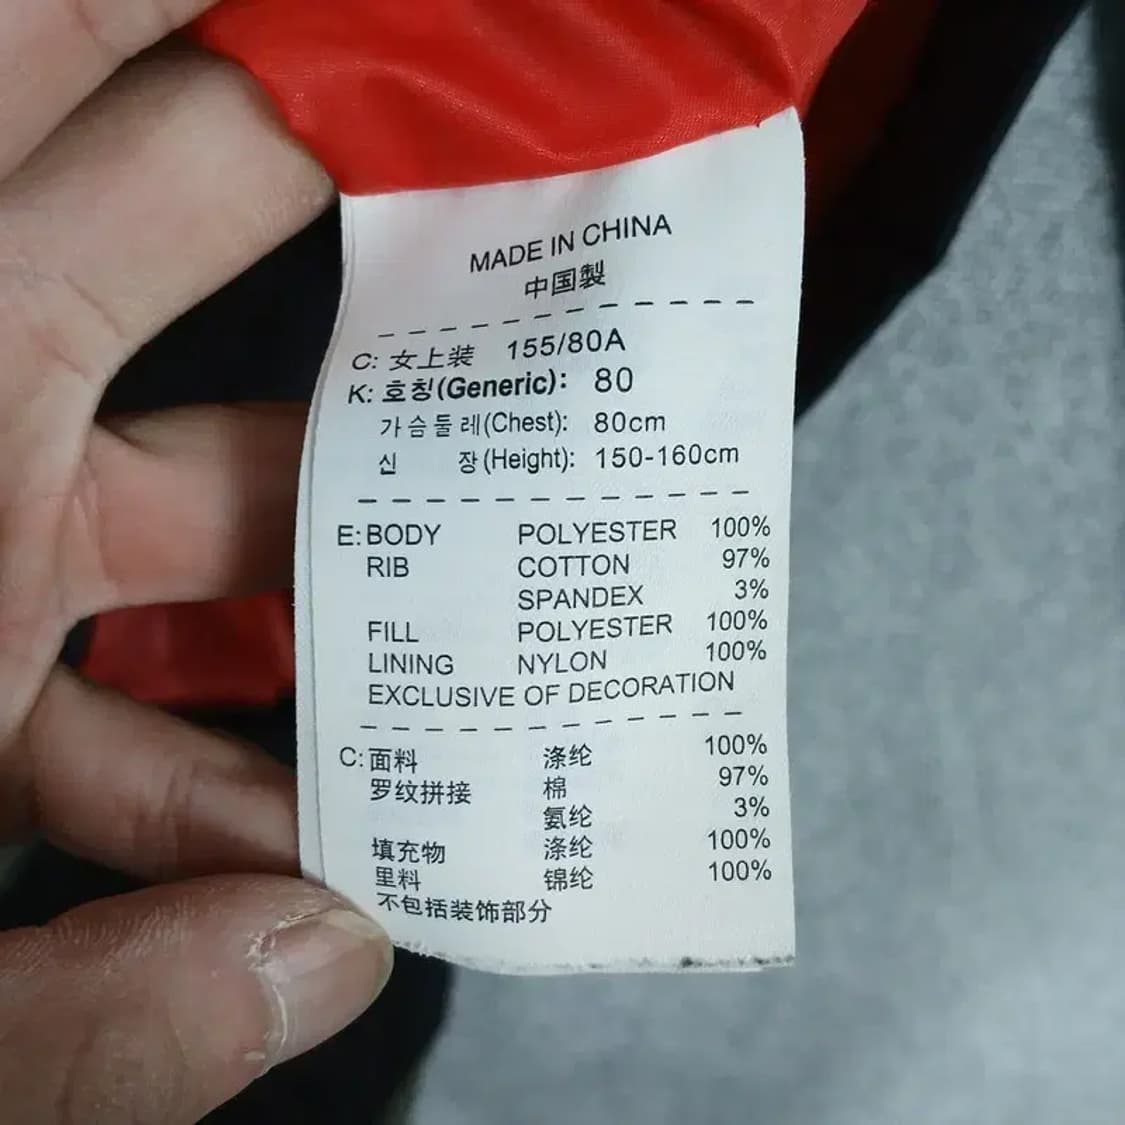 MADE IN CHINA
中国製
C: 女上装 155/80A
K: 호칭(Generic): 80
가슴둘레(Chest): 80cm
신 장(Height): 150-160cm
E: BODY POLYESTER 100%
RIB COTTON 97%
SPANDEX 3%
FILL POLYESTER 100%
LINING NYLON 100%
EXCLUSIVE OF DECORATION
C: 面料 涤纶 100%
罗纹拼接 棉 97%
氨纶 3%
填充物 涤纶 100%
里料 锦纶 100%
不包括装饰部分